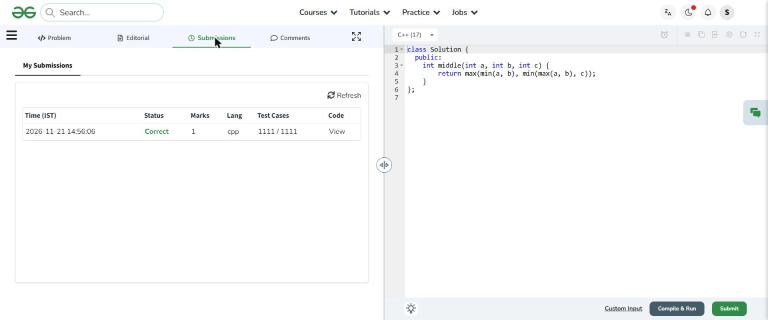 Search...
Courses Tutorials Practice Jobs
S
</> Problem Editorial Submissions Comments
C++ (17)
My Submissions
Refresh
Time (IST) Status Marks Lang Test Cases Code
2026-11-21 14:56:06 Correct 1 cpp 1111 / 1111 View
1 class Solution {
2 public:
3 int middle(int a, int b, int c) {
4 return max(min(a, b), min(max(a, b), c));
5 }
6 };
7
Custom Input Compile & Run Submit